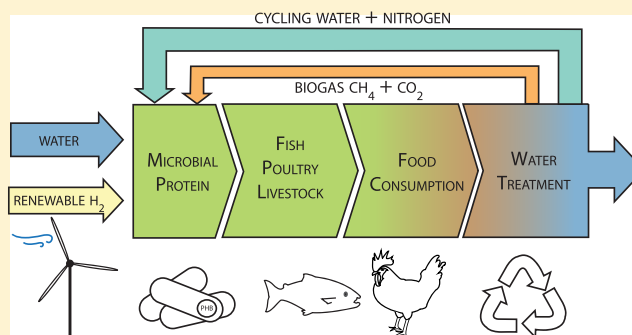 CYCLING WATER + NITROGEN
BIOGAS CH₄ + CO₂
WATER
RENEWABLE H₂
MICROBIAL
PROTEIN
FISH
POULTRY
LIVESTOCK
FOOD
CONSUMPTION
WATER
TREATMENT
PHB